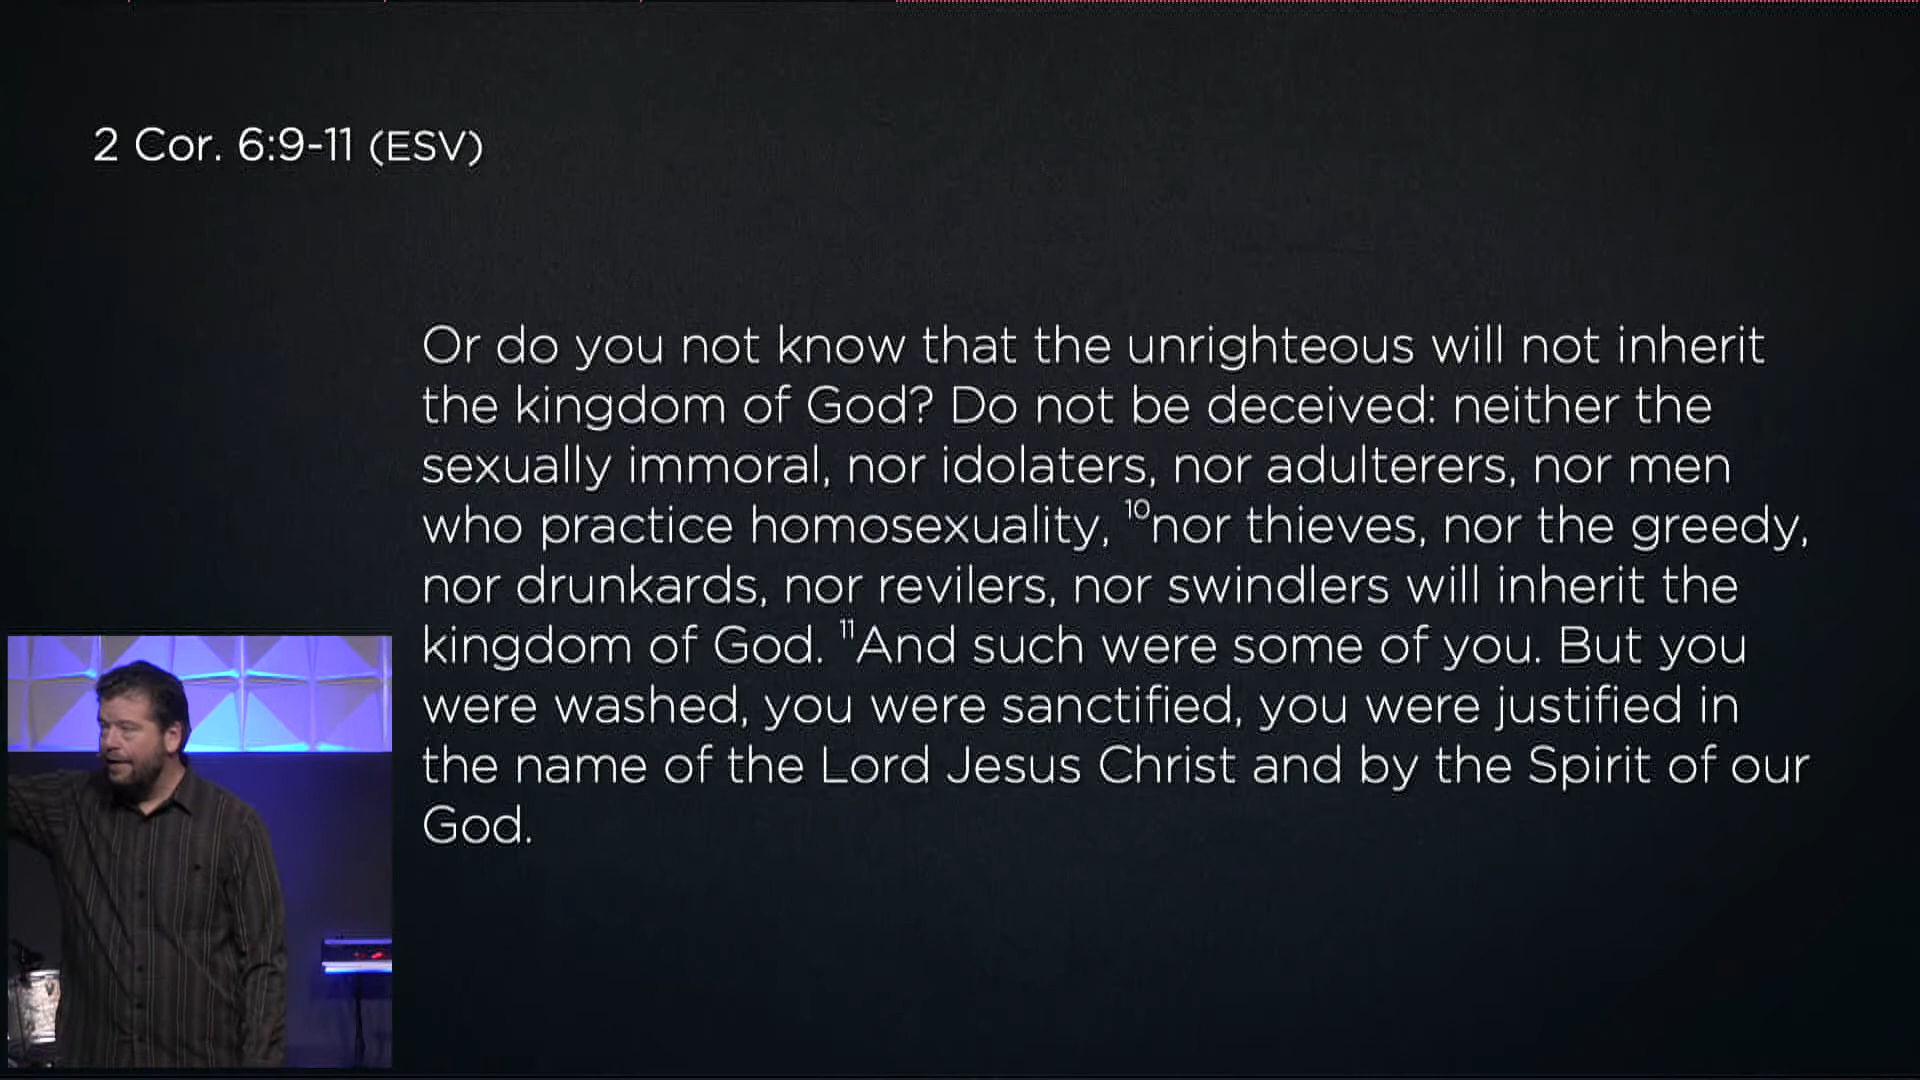 2 Cor. 6:9-11 (ESV)
Or do you not know that the unrighteous will not inherit
the kingdom of God? Do not be deceived: neither the
sexually immoral, nor idolaters, nor adulterers, nor men
who practice homosexuality, ¹⁰nor thieves, nor the greedy,
nor drunkards, nor revilers, nor swindlers will inherit the
kingdom of God. ¹¹And such were some of you. But you
were washed, you were sanctified, you were justified in
the name of the Lord Jesus Christ and by the Spirit of our
God.